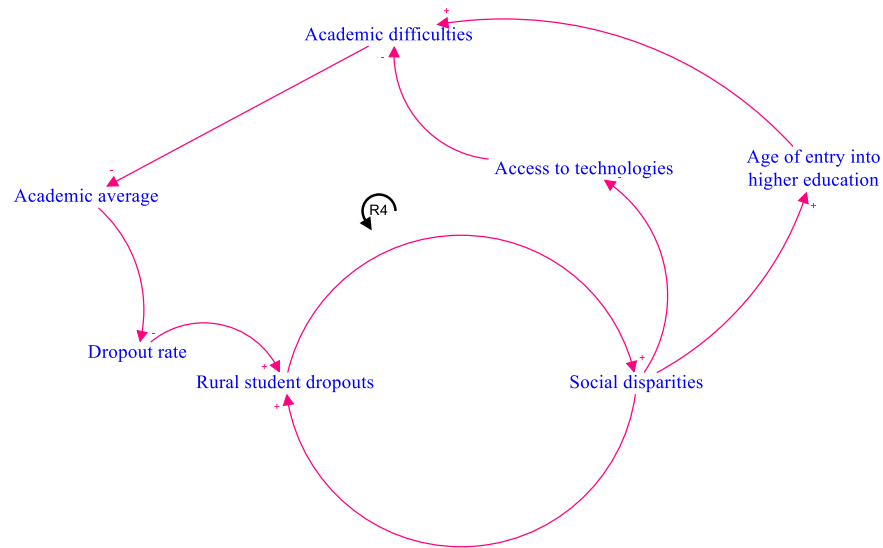 +
Academic difficulties
-
Access to technologies
-
Age of entry into
higher education
+
-
Academic average
R4
-
Dropout rate
+
Rural student dropouts
+
+
Social disparities